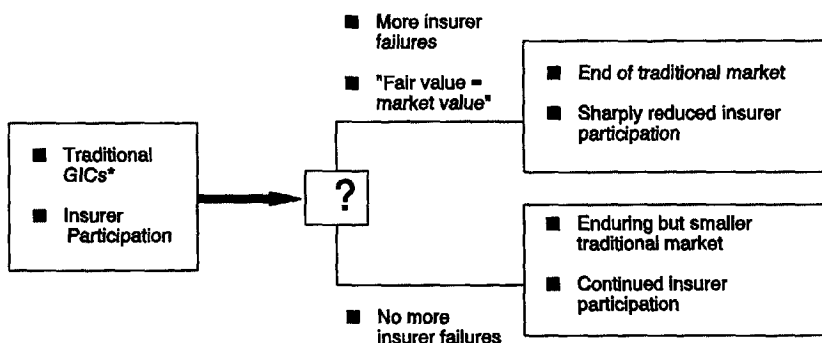 Traditional
GICs*
Insurer
Participation
?
More insurer
failures
"Fair value =
market value"
No more
insurer failures
End of traditional market
Sharply reduced insurer
participation
Enduring but smaller
traditional market
Continued insurer
participation